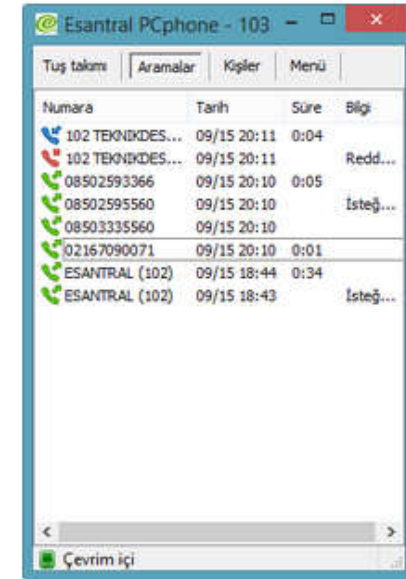 Esantral PCphone - 103
Tuş takımı Aramalar Kişiler Menü
Numara Tarih Süre Bilgi
102 TEKNIKDES... 09/15 20:11 0:04
102 TEKNIKDES... 09/15 20:11 Redd...
08502593366 09/15 20:10 0:05
08502595560 09/15 20:10 İsteğ...
08503335560 09/15 20:10
02167090071 09/15 20:10 0:01
ESANTRAL (102) 09/15 18:44 0:34
ESANTRAL (102) 09/15 18:43 İsteğ...
Çevrim içi